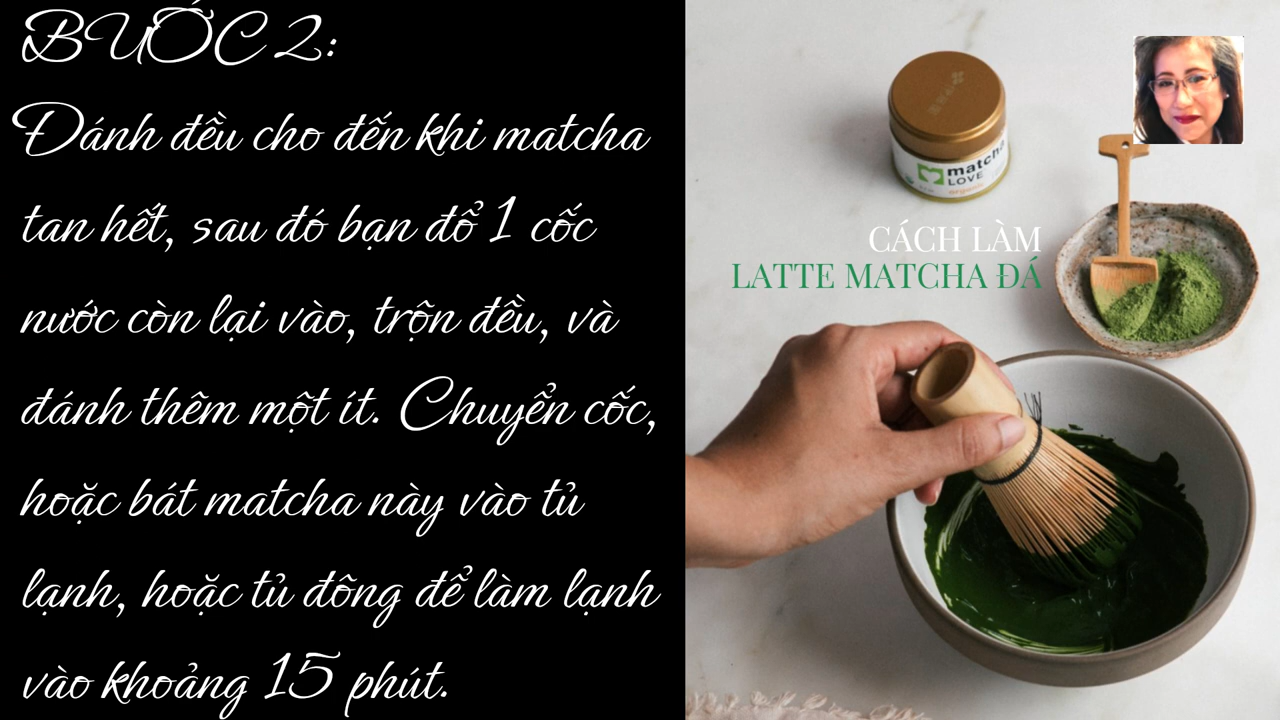 BƯỚC 2:
Đánh đều cho đến khi matcha
tan hết, sau đó bạn đổ 1 cốc
nước còn lại vào, trộn đều, và
đánh thêm một ít. Chuyển cốc,
hoặc bát matcha này vào tủ
lạnh, hoặc tủ đông để làm lạnh
vào khoảng 15 phút.
matcha
LOVE
organic
CÁCH LÀM
LATTE MATCHA ĐÁ